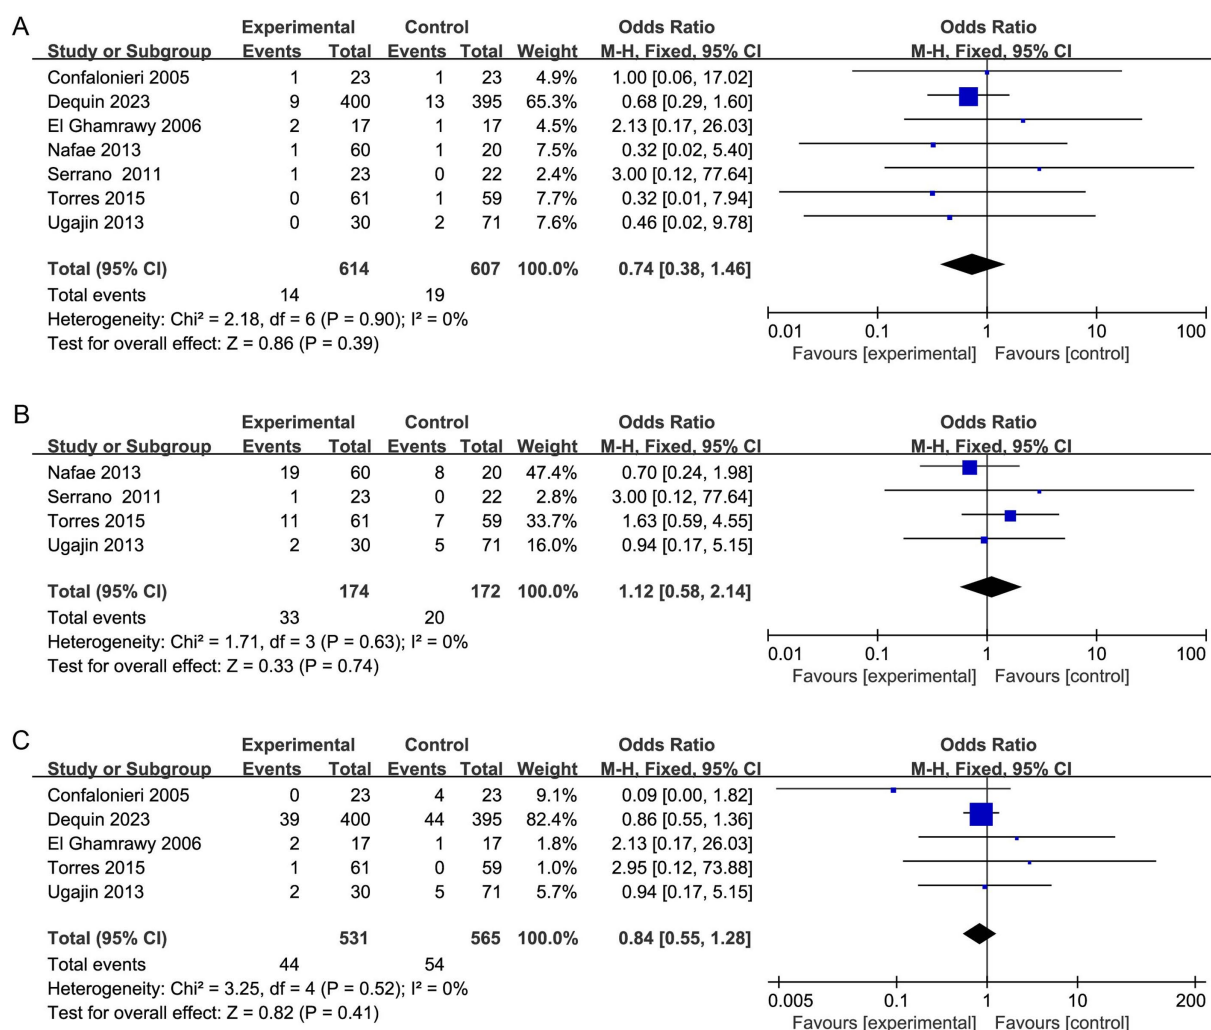 A
Experimental Control Odds Ratio Odds Ratio
Study or Subgroup Events Total Events Total Weight M-H, Fixed, 95% CI M-H, Fixed, 95% CI
Confalonieri 2005 1 23 1 23 4.9% 1.00 [0.06, 17.02]
Dequin 2023 9 400 13 395 65.3% 0.68 [0.29, 1.60]
El Ghamrawy 2006 2 17 1 17 4.5% 2.13 [0.17, 26.03]
Nafae 2013 1 60 1 20 7.5% 0.32 [0.02, 5.40]
Serrano 2011 1 23 0 22 2.4% 3.00 [0.12, 77.64]
Torres 2015 0 61 1 59 7.7% 0.32 [0.01, 7.94]
Ugajin 2013 0 30 2 71 7.6% 0.46 [0.02, 9.78]
Total (95% CI) 614 607 100.0% 0.74 [0.38, 1.46]
Total events 14 19
Heterogeneity: Chi² = 2.18, df = 6 (P = 0.90); I² = 0%
Test for overall effect: Z = 0.86 (P = 0.39)
0.01 0.1 1 10 100
Favours [experimental] Favours [control]
B
Experimental Control Odds Ratio Odds Ratio
Study or Subgroup Events Total Events Total Weight M-H, Fixed, 95% CI M-H, Fixed, 95% CI
Nafae 2013 19 60 8 20 47.4% 0.70 [0.24, 1.98]
Serrano 2011 1 23 0 22 2.8% 3.00 [0.12, 77.64]
Torres 2015 11 61 7 59 33.7% 1.63 [0.59, 4.55]
Ugajin 2013 2 30 5 71 16.0% 0.94 [0.17, 5.15]
Total (95% CI) 174 172 100.0% 1.12 [0.58, 2.14]
Total events 33 20
Heterogeneity: Chi² = 1.71, df = 3 (P = 0.63); I² = 0%
Test for overall effect: Z = 0.33 (P = 0.74)
0.01 0.1 1 10 100
Favours [experimental] Favours [control]
C
Experimental Control Odds Ratio Odds Ratio
Study or Subgroup Events Total Events Total Weight M-H, Fixed, 95% CI M-H, Fixed, 95% CI
Confalonieri 2005 0 23 4 23 9.1% 0.09 [0.00, 1.82]
Dequin 2023 39 400 44 395 82.4% 0.86 [0.55, 1.36]
El Ghamrawy 2006 2 17 1 17 1.8% 2.13 [0.17, 26.03]
Torres 2015 1 61 0 59 1.0% 2.95 [0.12, 73.88]
Ugajin 2013 2 30 5 71 5.7% 0.94 [0.17, 5.15]
Total (95% CI) 531 565 100.0% 0.84 [0.55, 1.28]
Total events 44 54
Heterogeneity: Chi² = 3.25, df = 4 (P = 0.52); I² = 0%
Test for overall effect: Z = 0.82 (P = 0.41)
0.005 0.1 1 10 200
Favours [experimental] Favours [control]